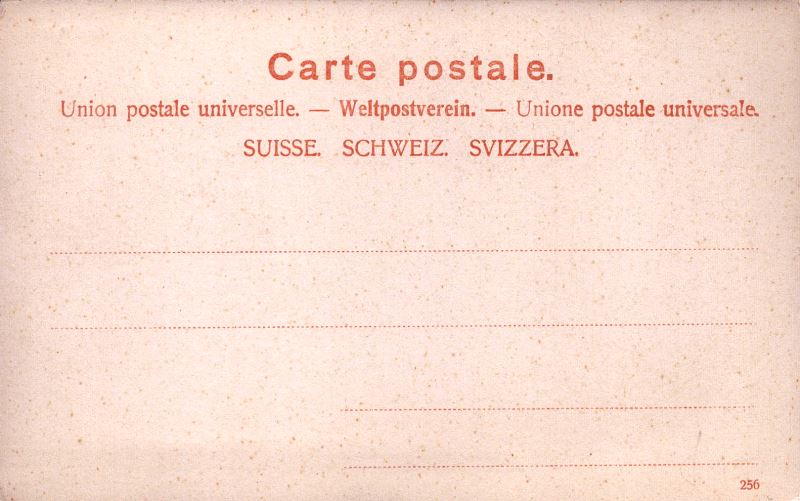 Carte postale.
Union postale universelle. — Weltpostverein. — Unione postale universale.
SUISSE. SCHWEIZ. SVIZZERA.
256